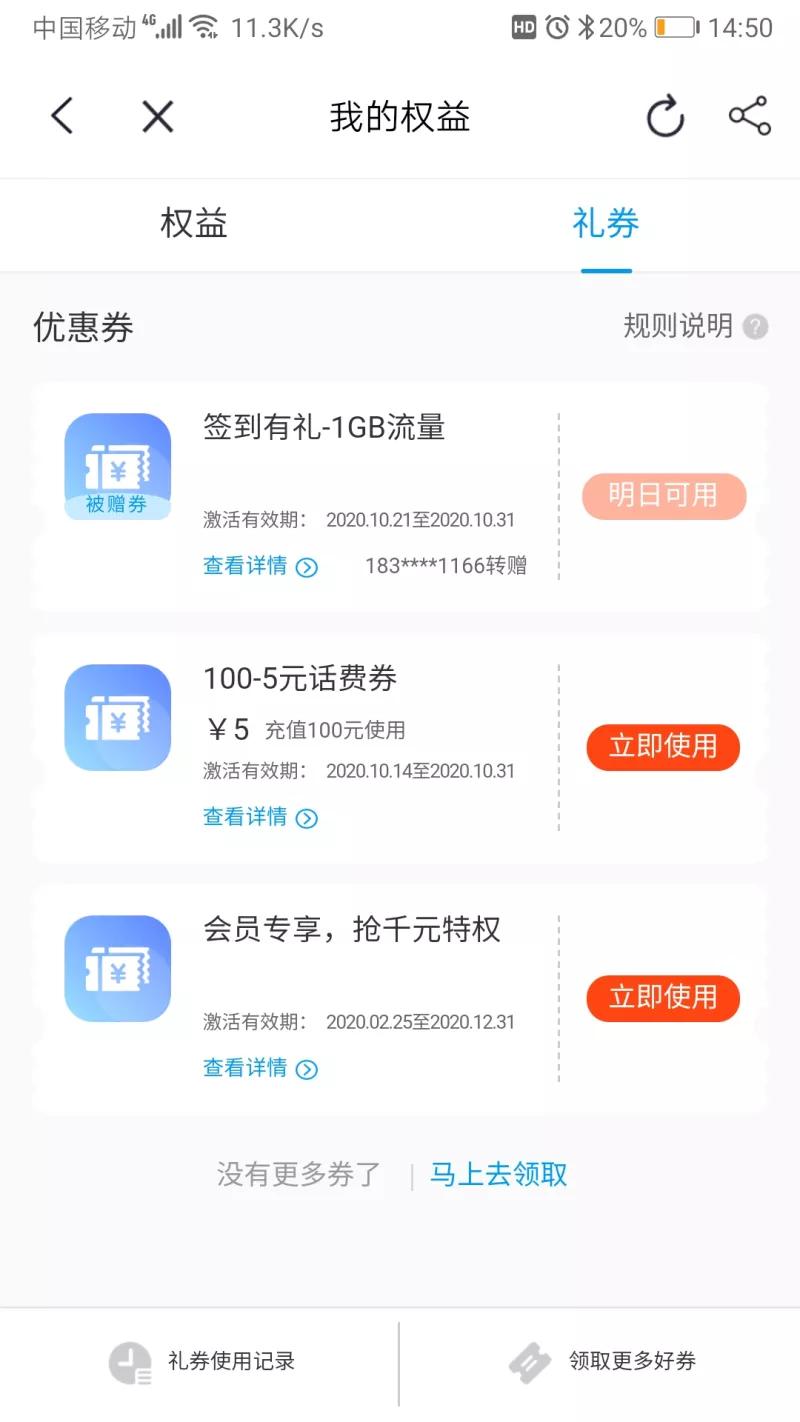 中国移动 4G 11.3K/s HD 20% 14:50
我的权益
权益 礼券
优惠券 规则说明 ?
签到有礼-1GB流量
被赠券
明日可用
激活有效期： 2020.10.21至2020.10.31
查看详情 183****1166转赠
100-5元话费券
￥5 充值100元使用
立即使用
激活有效期： 2020.10.14至2020.10.31
查看详情
会员专享，抢千元特权
立即使用
激活有效期： 2020.02.25至2020.12.31
查看详情
没有更多券了 | 马上去领取
礼券使用记录 领取更多好券